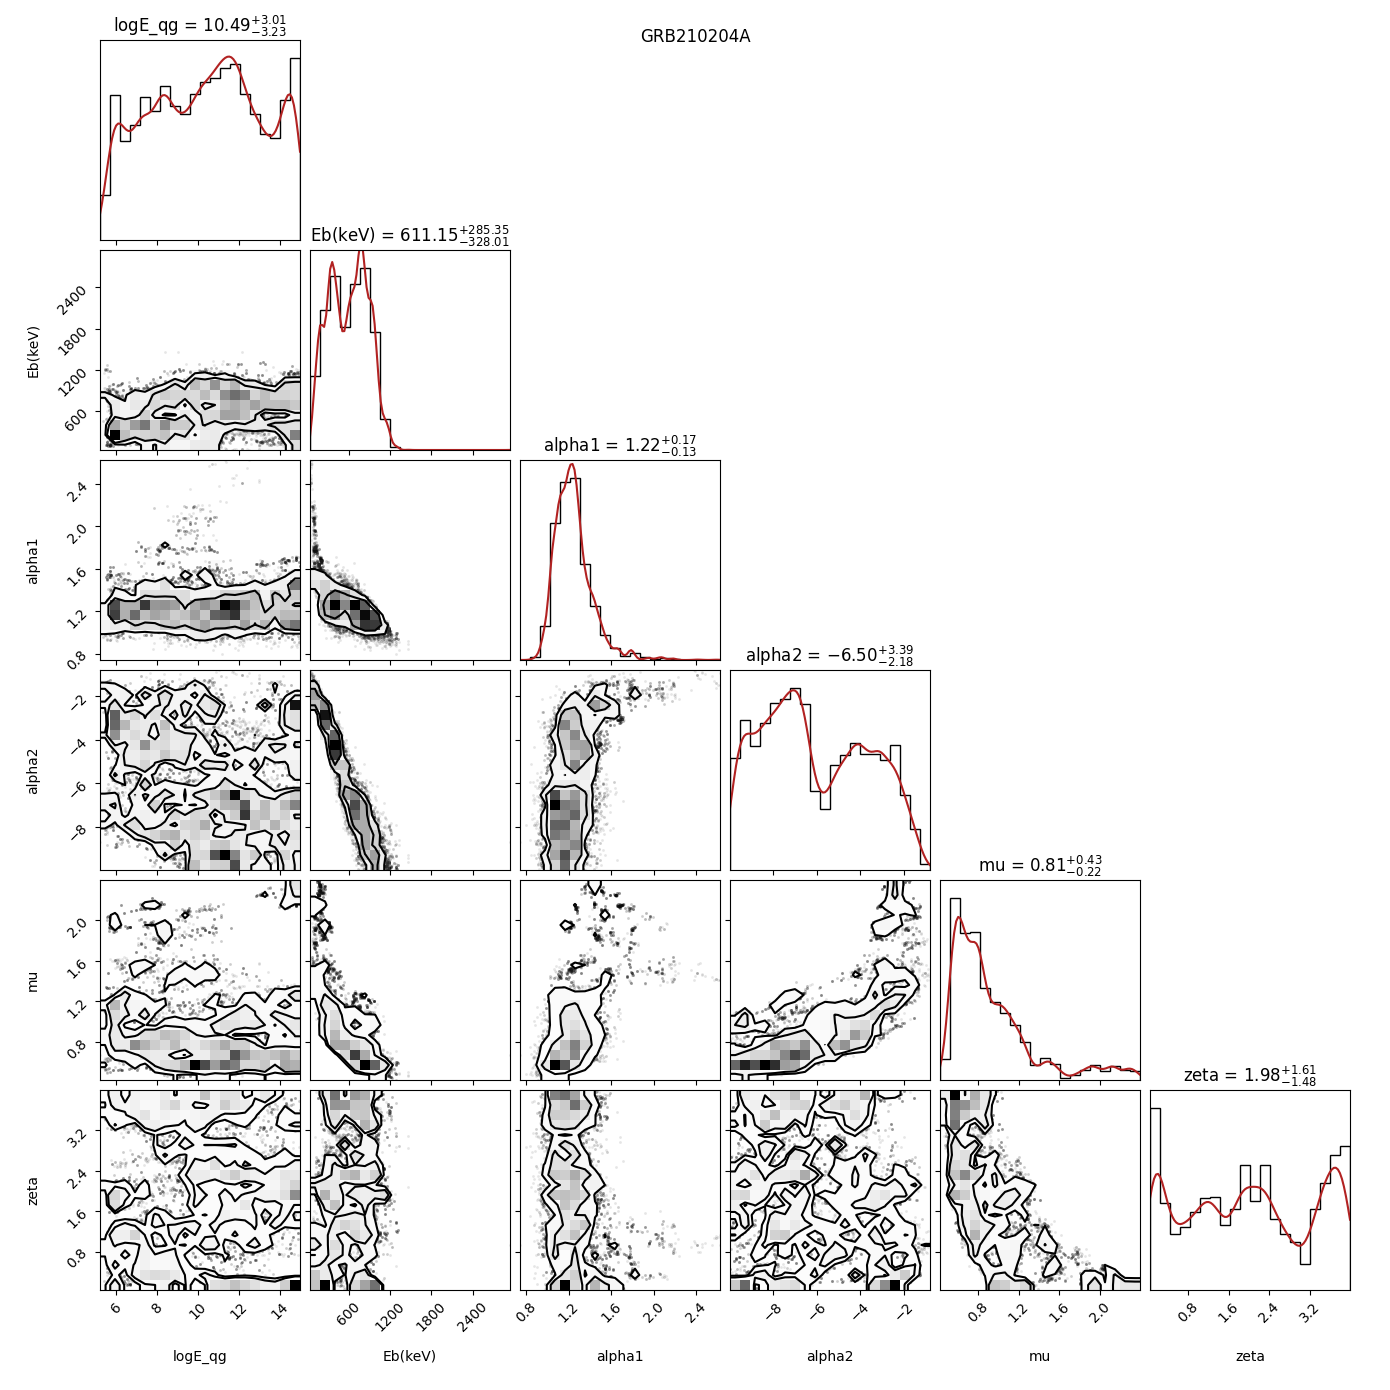 logE_qg = 10.49+3.01 −3.23
GRB210204A
Eb(keV) = 611.15+285.35 −328.01
2400
1800
1200
600
Eb(keV)
alpha1 = 1.22+0.17 −0.13
2.4
2.0
1.6
1.2
0.8
alpha1
alpha2 = −6.50+3.39 −2.18
−2
−4
−6
−8
alpha2
mu = 0.81+0.43 −0.22
2.0
1.6
1.2
0.8
mu
zeta = 1.98+1.61 −1.48
3.2
2.4
1.6
0.8
zeta
6 8 10 12 14 600 1200 1800 2400 0.8 1.2 1.6 2.0 2.4 −8 −6 −4 −2 0.8 1.2 1.6 2.0 0.8 1.6 2.4 3.2
logE_qg Eb(keV) alpha1 alpha2 mu zeta